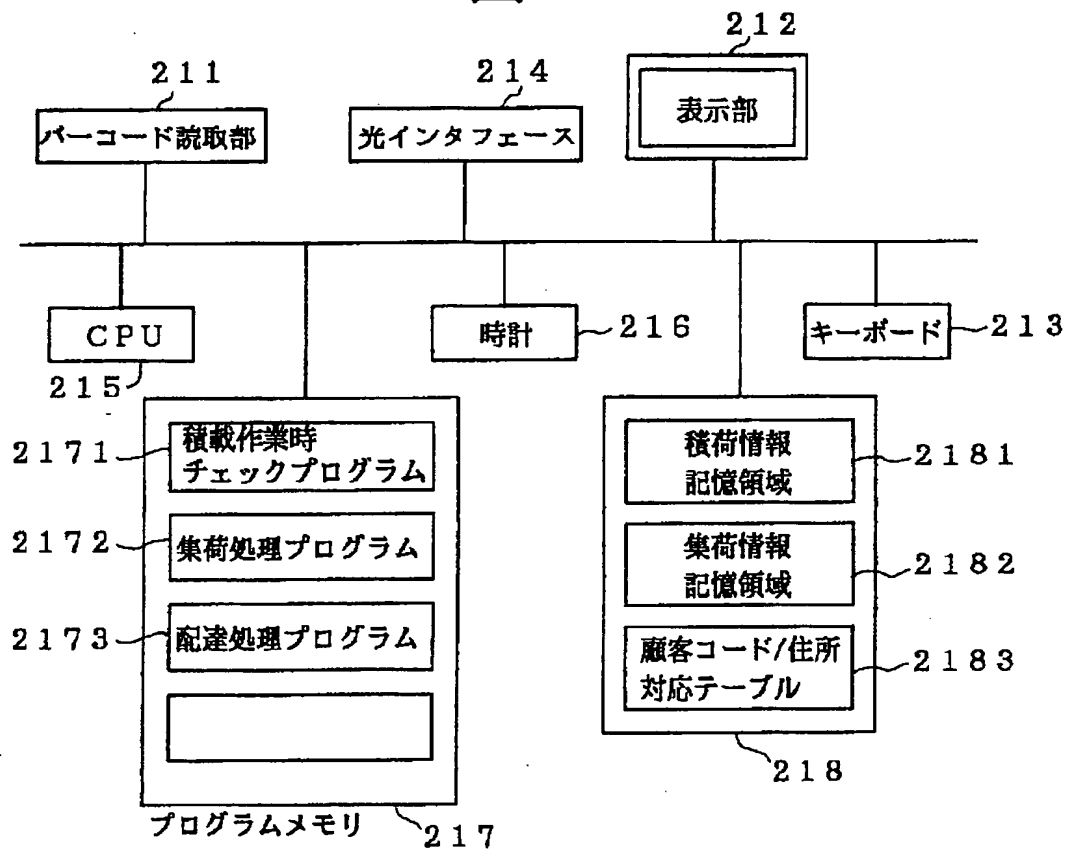 212
211
214
バーコード読取部
光インタフェース
表示部
CPU
時計
216
キーボード
213
215
2171
積載作業時
チェックプログラム
2172
集荷処理プログラム
2173
配達処理プログラム
積荷情報
記憶領域
2181
集荷情報
記憶領域
2182
顧客コード/住所
対応テーブル
2183
218
プログラムメモリ
217